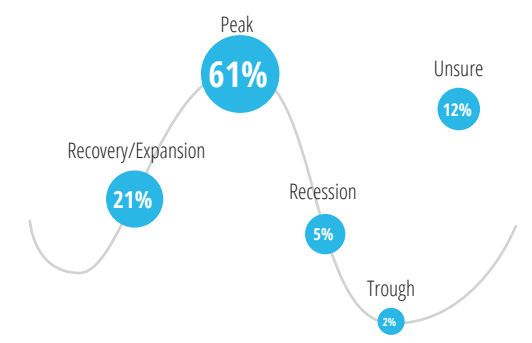 Peak
61%
Unsure
12%
Recovery/Expansion
21%
Recession
5%
Trough
2%